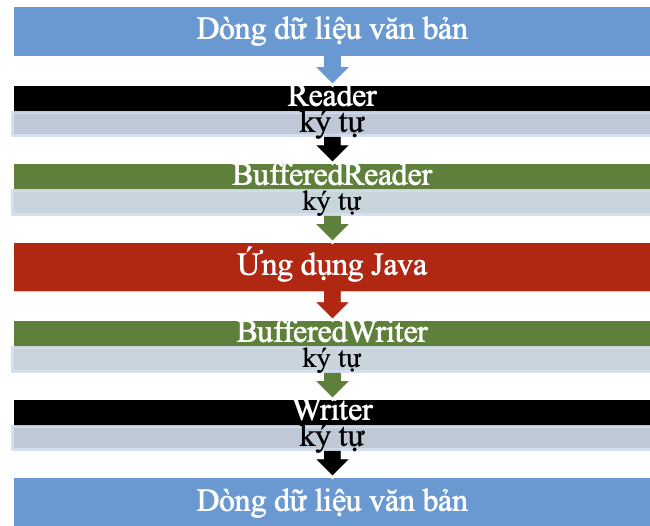 Dòng dữ liệu văn bản
Reader
ký tự
BufferedReader
ký tự
Ứng dụng Java
BufferedWriter
ký tự
Writer
ký tự
Dòng dữ liệu văn bản